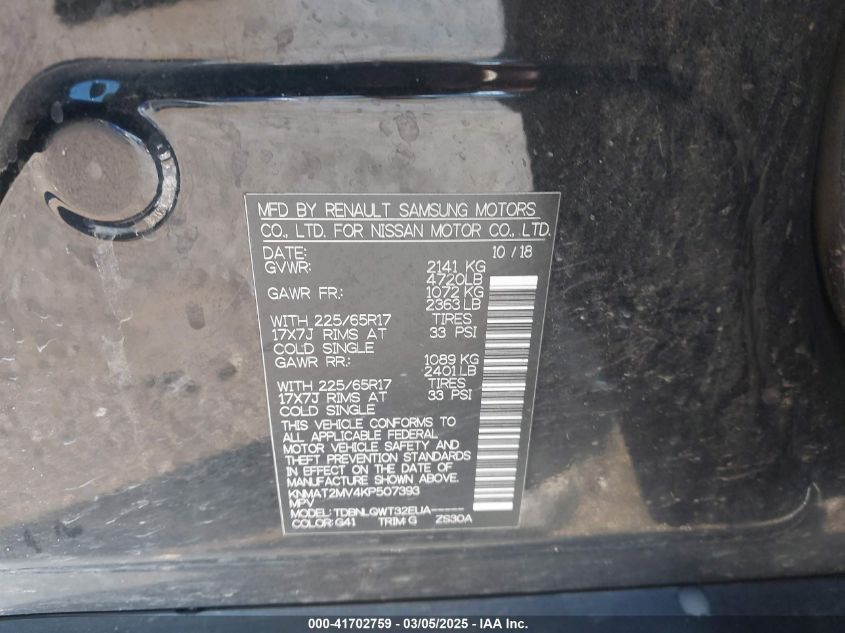 MFD BY RENAULT SAMSUNG MOTORS
CO., LTD. FOR NISSAN MOTOR CO., LTD.
DATE: 10 / 18
GVWR: 2141 KG
4720LB
GAWR FR.: 1072 KG
2363LB
WITH 225/65R17 TIRES
17X7J RIMS AT 33 PSI
COLD SINGLE
GAWR RR.: 1089 KG
2401LB
WITH 225/65R17 TIRES
17X7J RIMS AT 33 PSI
COLD SINGLE
THIS VEHICLE CONFORMS TO
ALL APPLICABLE FEDERAL
MOTOR VEHICLE SAFETY AND
THEFT PREVENTION STANDARDS
IN EFFECT ON THE DATE OF
MANUFACTURE SHOWN ABOVE.
KNMAT2MV4KP507393
MPV
MODEL: TDBNLQWT32EUA-----
COLOR: G41 TRIM G ZS30A
000-41702759 - 03/05/2025 - IAA Inc.